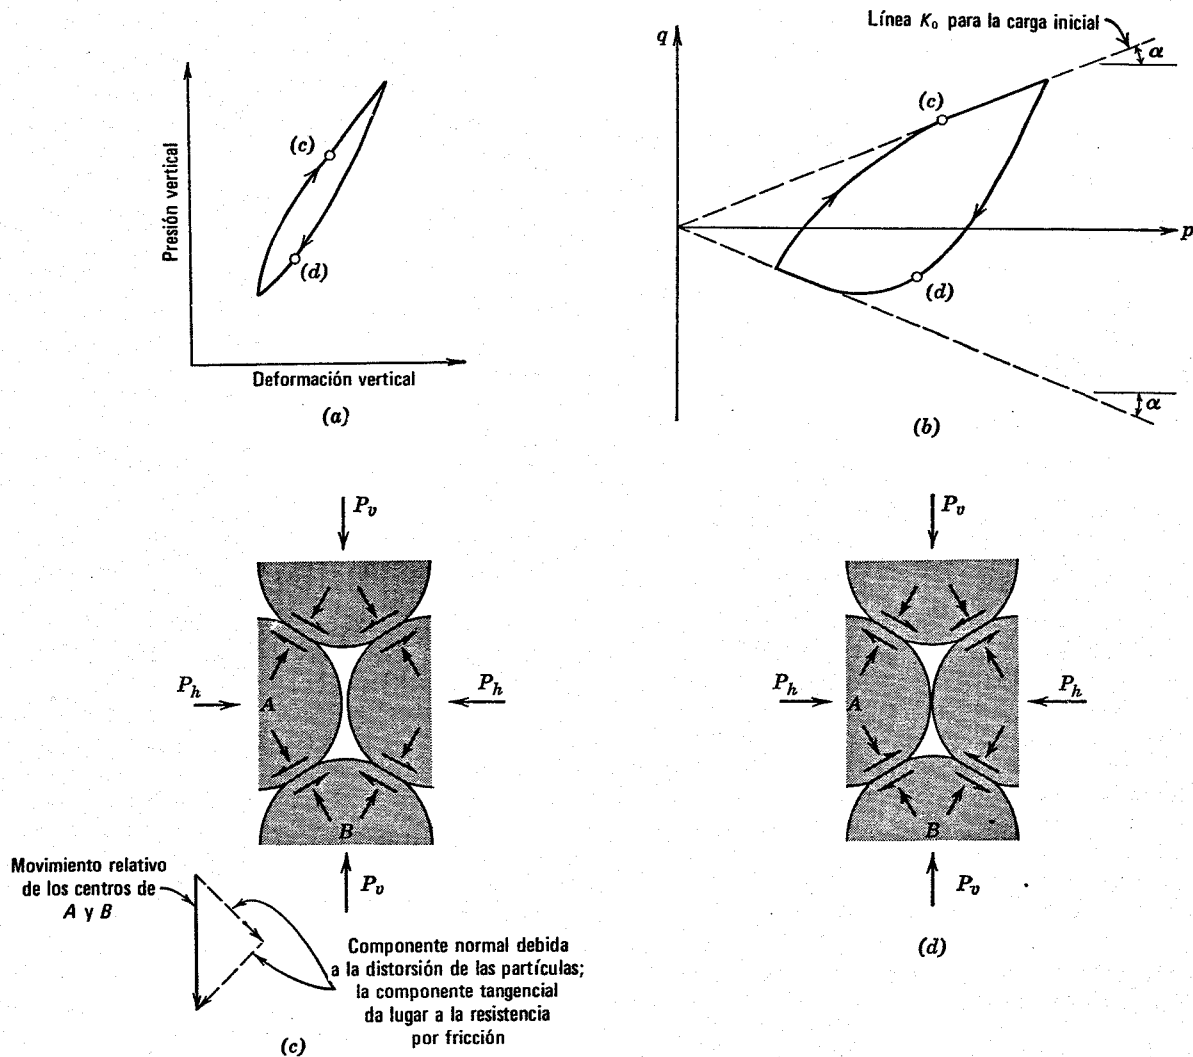 Línea K₀ para la carga inicial
q
α
(c)
(c)
Presión vertical
p
(d)
(d)
Deformación vertical
α
(a)
(b)
P_v
P_v
P_h
P_h
P_h
P_h
A
A
B
B
Movimiento relativo
de los centros de
A y B
P_v
P_v
Componente normal debida
a la distorsión de las partículas;
la componente tangencial
da lugar a la resistencia
por fricción
(d)
(c)